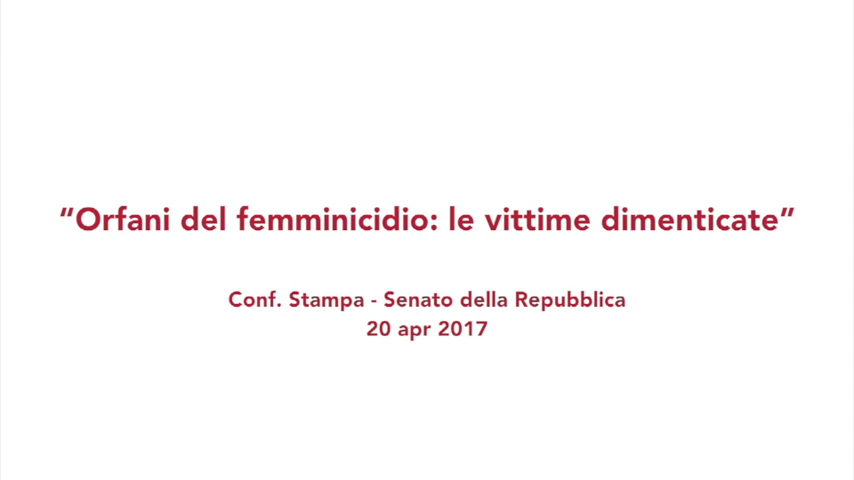 “Orfani del femminicidio: le vittime dimenticate”
Conf. Stampa - Senato della Repubblica
20 apr 2017